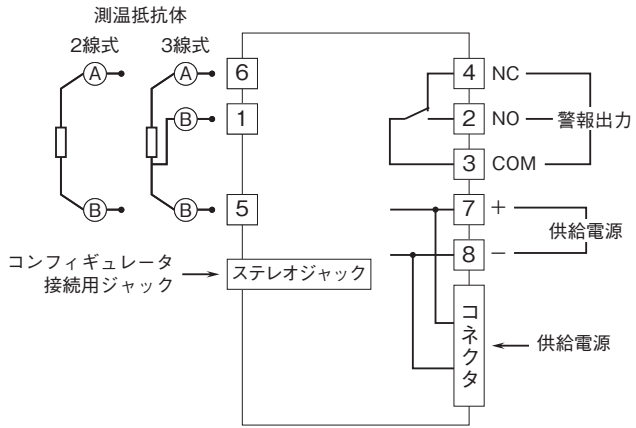 測温抵抗体
2線式 3線式
A A 6 4 NC
B 1 2 NO 警報出力
3 COM
B B 5 7 +
供給電源
8 −
コンフィギュレータ
接続用ジャック
ステレオジャック
コネクタ
供給電源